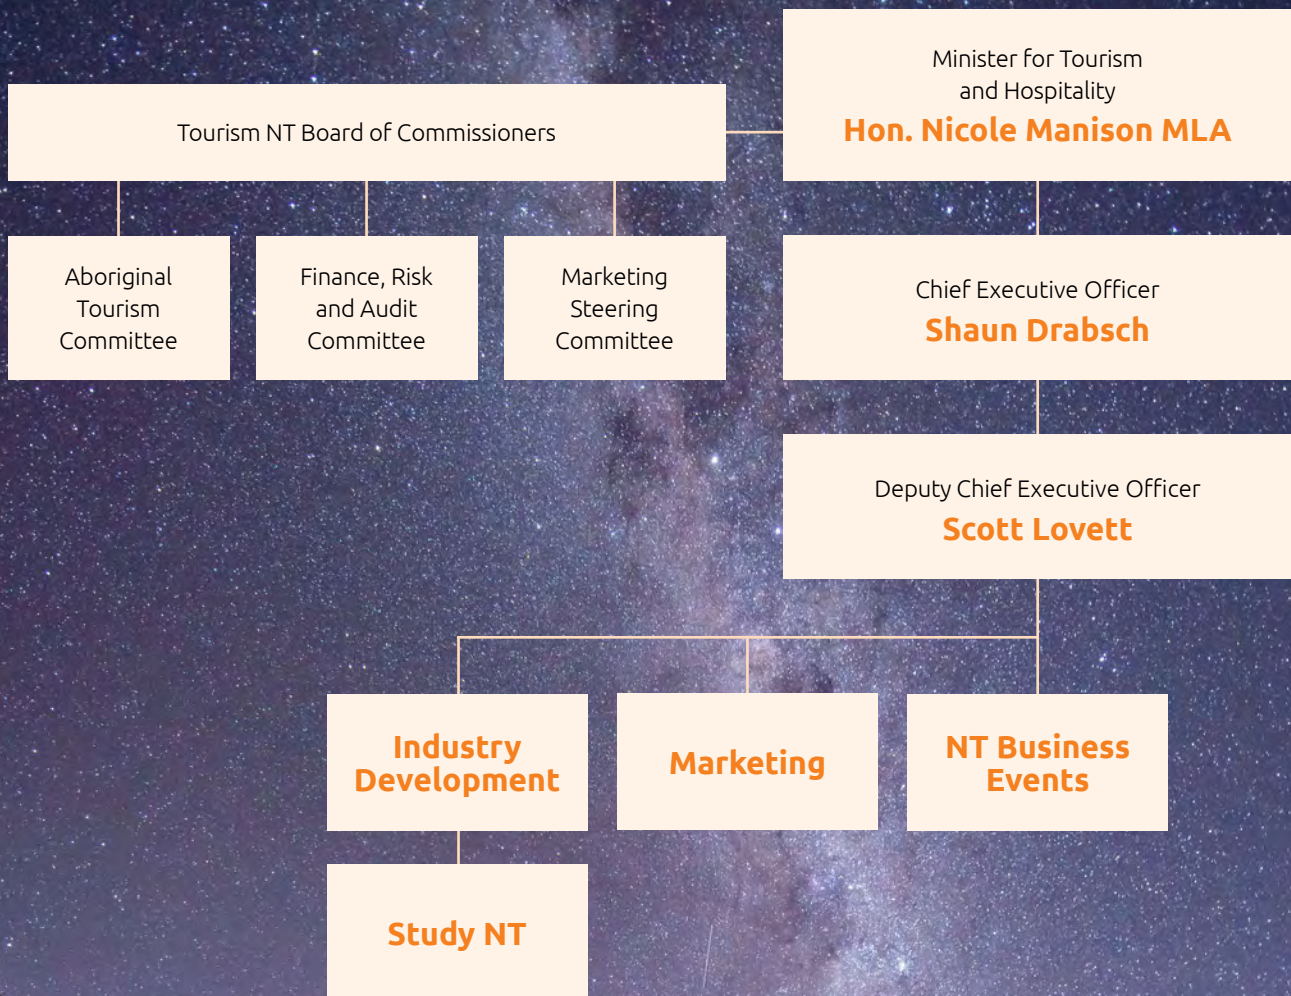 Minister for Tourism
and Hospitality
Hon. Nicole Manison MLA
Tourism NT Board of Commissioners
Aboriginal
Tourism
Committee
Finance, Risk
and Audit
Committee
Marketing
Steering
Committee
Chief Executive Officer
Shaun Drabsch
Deputy Chief Executive Officer
Scott Lovett
Industry
Development
Marketing
NT Business
Events
Study NT